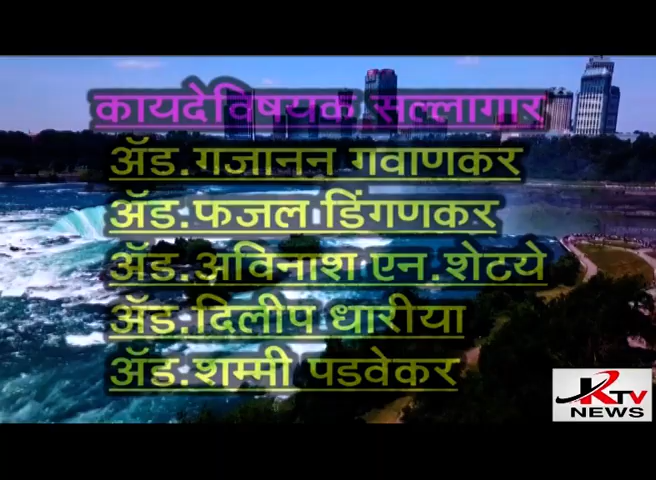 कायदेविषयक सल्लागार
ॲड.गजानन गवाणकर
ॲड.फजल डिंगणकर
ॲड.अविनाश एन.शेटये
ॲड.दिलीप धारीया
ॲड.शम्मी पडवेकर
JKTV
NEWS